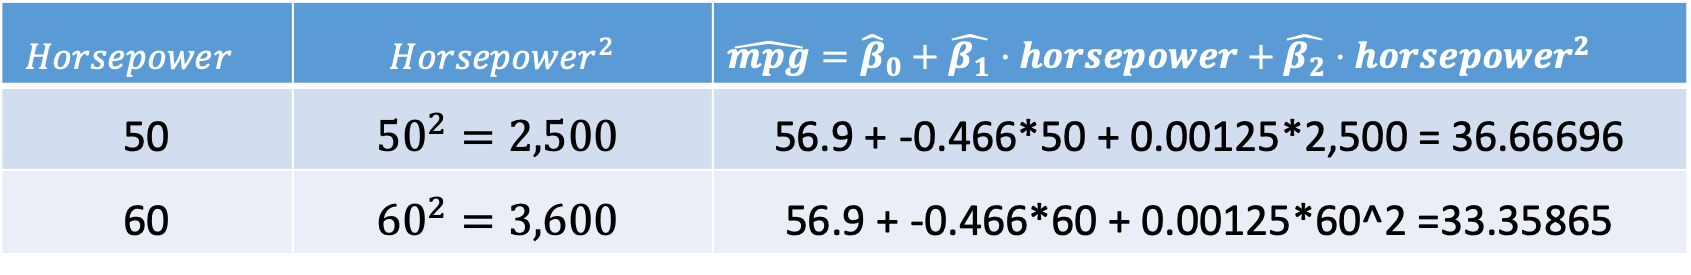 Horsepower Horsepower² m͡pg = β̂₀ + β̂₁ · horsepower + β̂₂ · horsepower²
50 50² = 2,500 56.9 + -0.466*50 + 0.00125*2,500 = 36.66696
60 60² = 3,600 56.9 + -0.466*60 + 0.00125*60^2 =33.35865